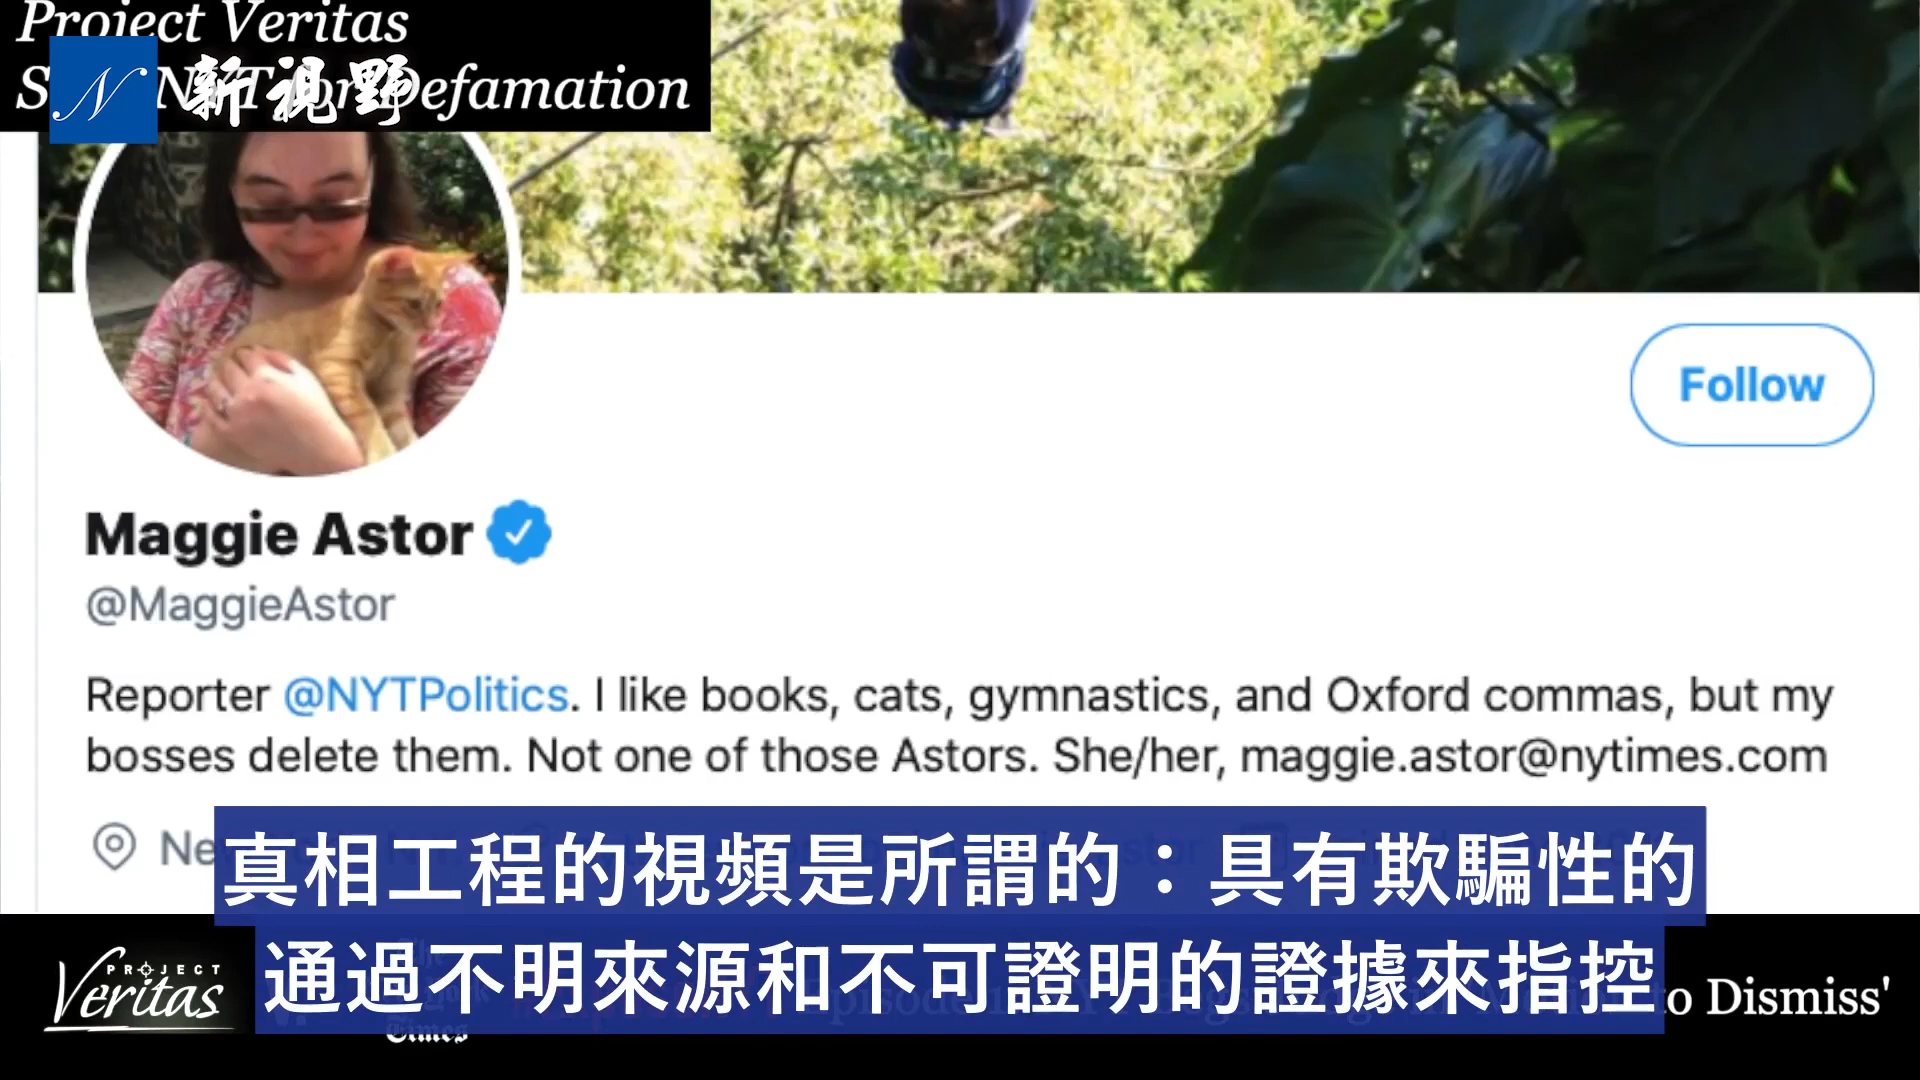 Project Veritas
Defamation
N 新視野
Follow
Maggie Astor
@MaggieAstor
Reporter @NYTPolitics. I like books, cats, gymnastics, and Oxford commas, but my
bosses delete them. Not one of those Astors. She/her, maggie.astor@nytimes.com
真相工程的視頻是所謂的：具有欺騙性的
通過不明來源和不可證明的證據來指控
PROJECT
Veritas
Times
to Dismiss'